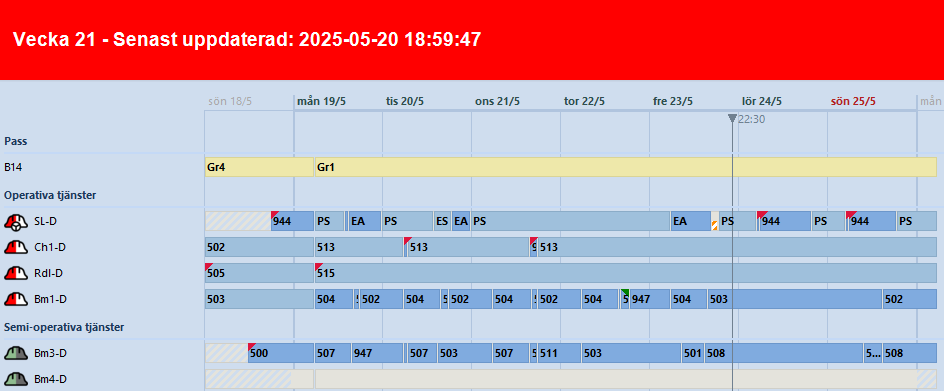 Vecka 21 - Senast uppdaterad: 2025-05-20 18:59:47
sön 18/5 mån 19/5 tis 20/5 ons 21/5 tor 22/5 fre 23/5 lör 24/5 sön 25/5 mån
22:30
Pass
B14 Gr4 Gr1
Operativa tjänster
SL-D 944 PS EA PS ES EA PS EA PS 944 PS 944 PS
Ch1-D 502 513 513 513
Rdl-D 505 515
Bm1-D 503 504 502 504 502 504 502 504 947 504 503 502
Semi-operativa tjänster
Bm3-D 500 507 947 507 503 507 511 503 501 508 5... 508
Bm4-D